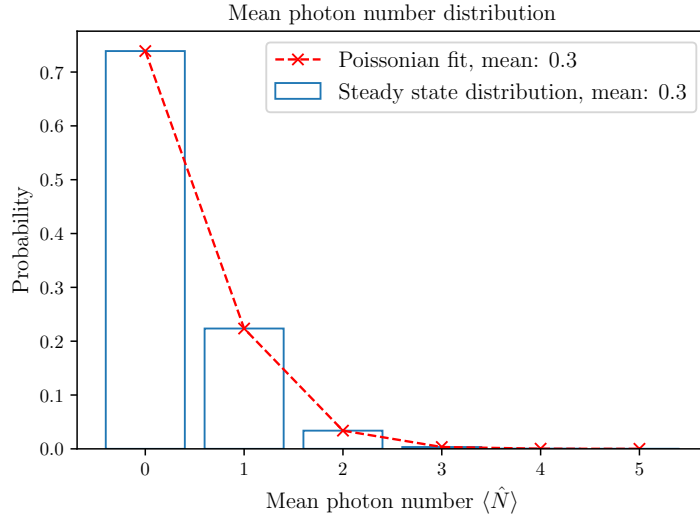 Mean photon number distribution
Poissonian fit, mean: 0.3
Steady state distribution, mean: 0.3
Probability
0.7
0.6
0.5
0.4
0.3
0.2
0.1
0.0
0 1 2 3 4 5
Mean photon number ⟨N̂⟩